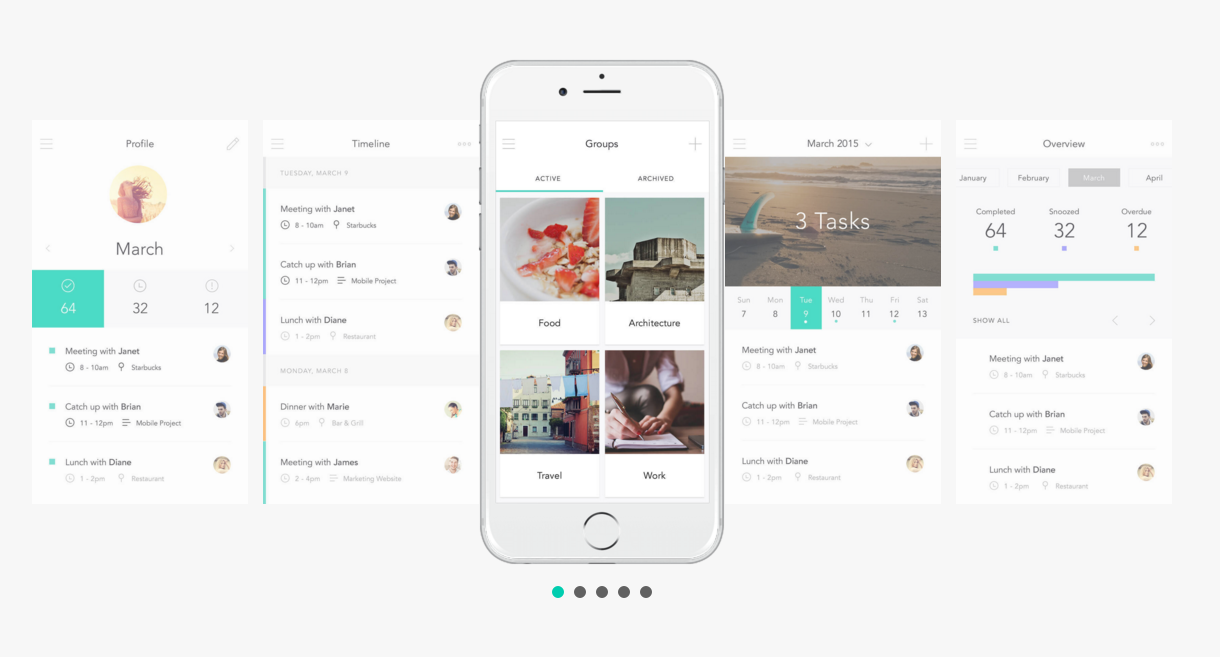 Profile
March
64
32
12
Meeting with Janet
8 - 10am Starbucks
Catch up with Brian
11 - 12pm Mobile Project
Lunch with Diane
1 - 2pm Restaurant
Timeline
TUESDAY, MARCH 9
Meeting with Janet
8 - 10am Starbucks
Catch up with Brian
11 - 12pm Mobile Project
Lunch with Diane
1 - 2pm Restaurant
MONDAY, MARCH 8
Dinner with Marie
6pm Bar & Grill
Meeting with James
2 - 4pm Marketing Website
Groups
ACTIVE ARCHIVED
Food Architecture
Travel Work
March 2015
3 Tasks
Sun Mon Tue Wed Thu Fri Sat
7 8 9 10 11 12 13
Meeting with Janet
8 - 10am Starbucks
Catch up with Brian
11 - 12pm Mobile Project
Lunch with Diane
1 - 2pm Restaurant
Overview
January February March April
Completed Snoozed Overdue
64 32 12
SHOW ALL
Meeting with Janet
8 - 10am Starbucks
Catch up with Brian
11 - 12pm Mobile Project
Lunch with Diane
1 - 2pm Restaurant